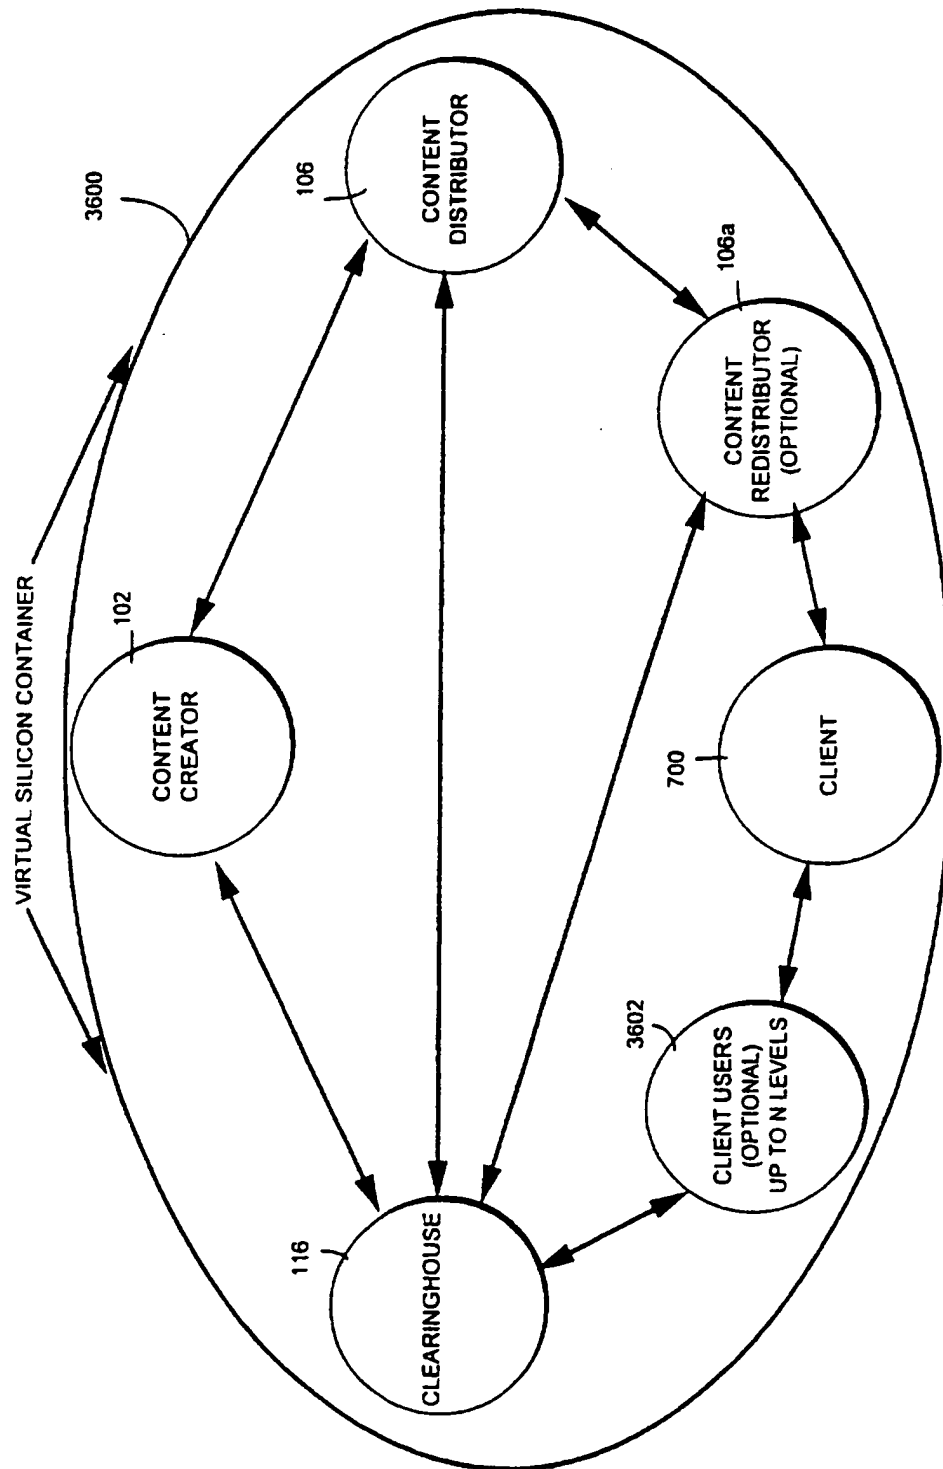 VIRTUAL SILICON CONTAINER
3600
102
CONTENT
CREATOR
106
CONTENT
DISTRIBUTOR
116
CLEARINGHOUSE
106a
CONTENT
REDISTRIBUTOR
(OPTIONAL)
3602
CLIENT USERS
(OPTIONAL)
UP TO N LEVELS
700
CLIENT